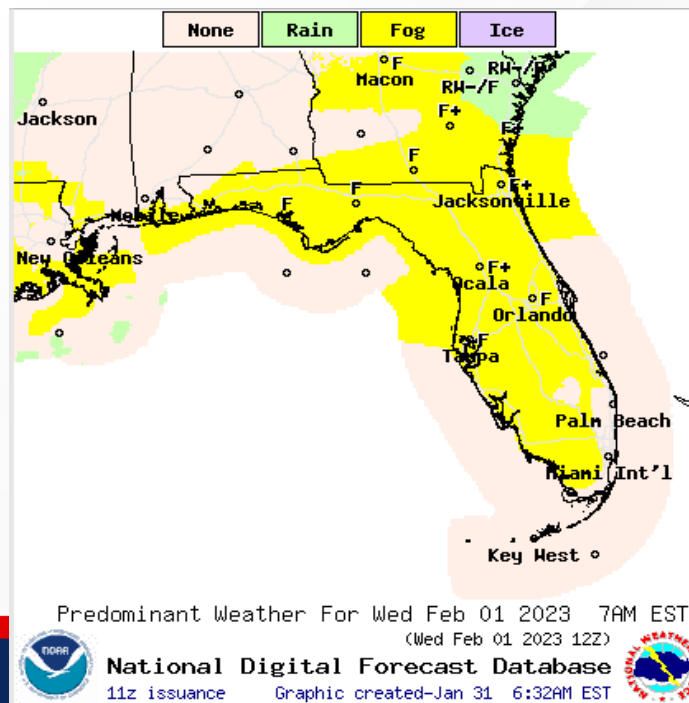 None Rain Fog Ice
F
Macon
RW-/F
F+
Jackson
F
F
F
F
F+
Jacksonville
Mobile
New Orleans
F+
Ocala
F
Orlando
F
Tampa
Palm Beach
Miami Int'l
Key West
Predominant Weather For Wed Feb 01 2023 7AM EST
(Wed Feb 01 2023 12Z)
NOAA
National Digital Forecast Database
11z issuance Graphic created-Jan 31 6:32AM EST